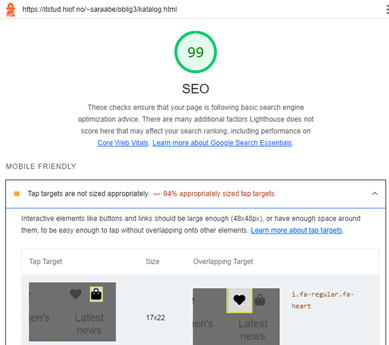 https://itstud.hiof.no/~saraabe/oblig3/katalog.html
99
SEO
These checks ensure that your page is following basic search engine
optimization advice. There are many additional factors Lighthouse does not
score here that may affect your search ranking, including performance on
Core Web Vitals. Learn more about Google Search Essentials.
MOBILE FRIENDLY
Tap targets are not sized appropriately — 94% appropriately sized tap targets
Interactive elements like buttons and links should be large enough (48x48px), or have enough space around
them, to be easy enough to tap without overlapping onto other elements. Learn more about tap targets.
Tap Target Size Overlapping Target
17x22
i.fa-regular.fa-
heart
e
en's
Latest
news
e
en's
Latest
news